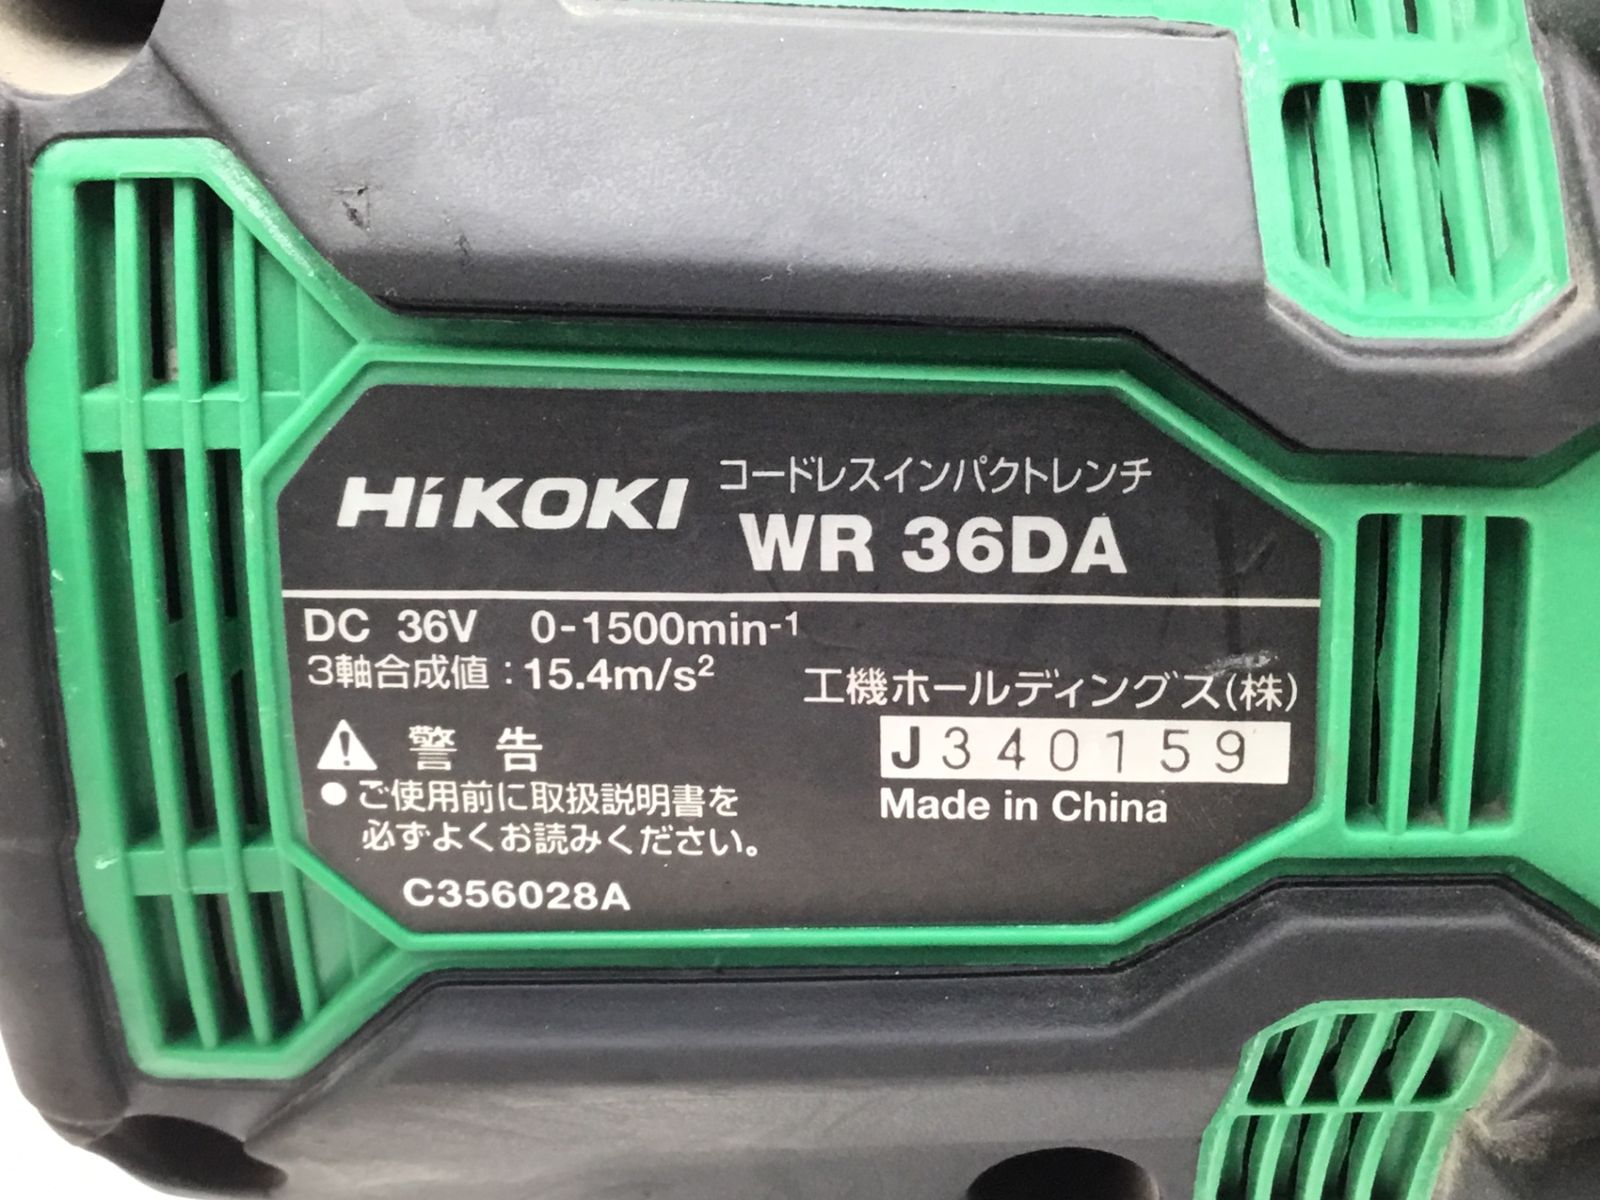 HiKOKI コードレスインパクトレンチ
WR 36DA
DC 36V 0-1500min-1
3軸合成値：15.4m/s²
工機ホールディングス(株)
J340159
Made in China
警 告
●ご使用前に取扱説明書を
必ずよくお読みください。
C356028A